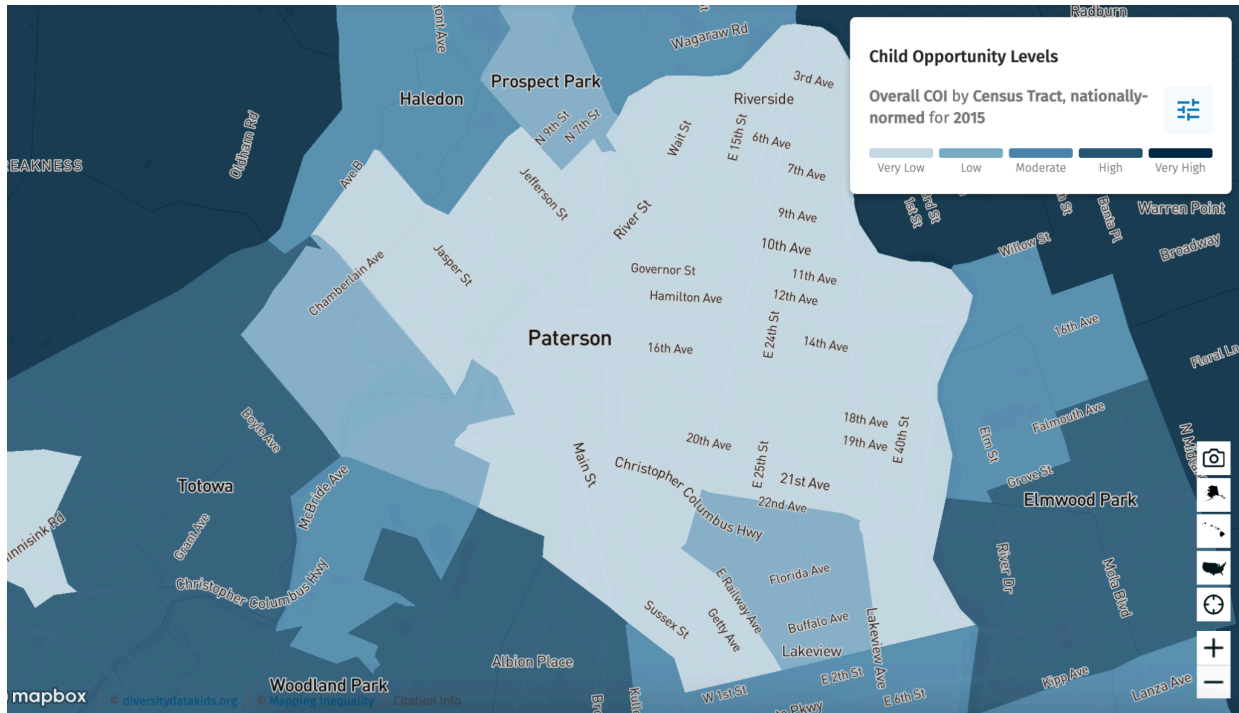 Radburn
Wagaraw Rd
Child Opportunity Levels
Overall COI by Census Tract, nationally-
normed for 2015
Very Low
Low
Moderate
High
Very High
Prospect Park
Haledon
3rd Ave
Riverside
Oldham Rd
N 9th St
N 7th St
Wait St
E 15th St
6th Ave
7th Ave
Ave B
Jefferson St
River St
9th Ave
10th Ave
1st St
Banta Pl
Warren Point
Broadway
Willow St
Chamberlain Ave
Jasper St
Governor St
11th Ave
Hamilton Ave
12th Ave
Paterson
16th Ave
E 24th St
14th Ave
16th Ave
Floral Ln
Boyle Ave
18th Ave
19th Ave
E 40th St
Falmouth Ave
Elm St
20th Ave
E 25th St
21st Ave
22nd Ave
Main St
Christopher Columbus Hwy
Grove St
Elmwood Park
Totowa
McBride Ave
Grant Ave
Christopher Columbus Hwy
River Dr
Mola Blvd
Florida Ave
E Railway Ave
Buffalo Ave
Sussex St
Getty Ave
Lakeview
Lakeview Ave
Albion Place
Woodland Park
W 1st St
E 2th St
E 6th St
Kipp Ave
Lanza Ave
mapbox
© diversitydatakids.org
© Mapping Inequality
Citation Info